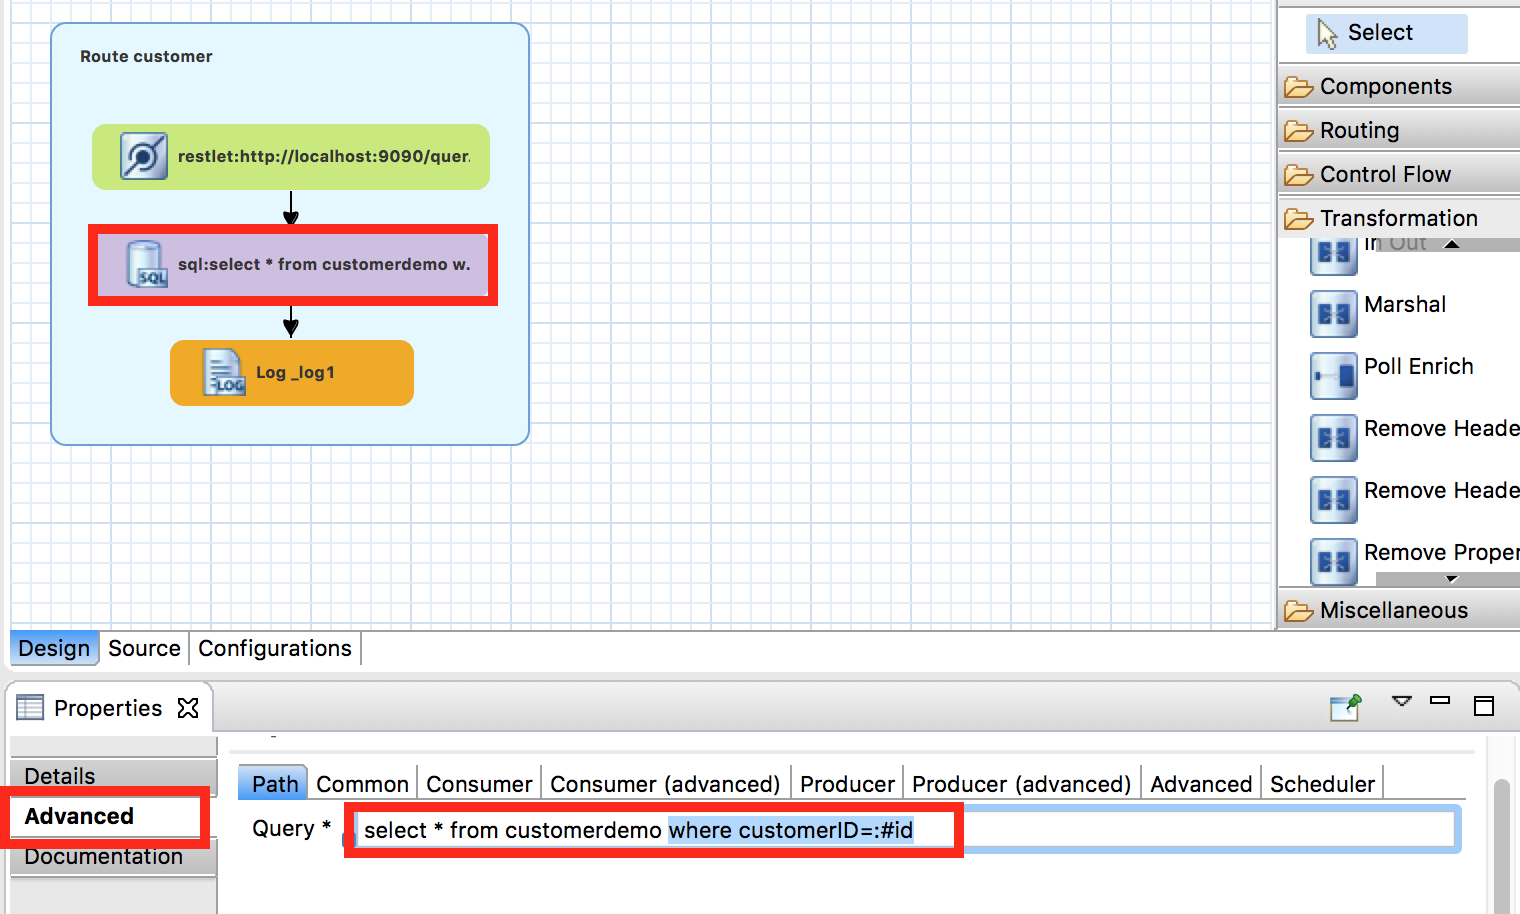 Route customer
restlet:http://localhost:9090/quer.
SQL
sql:select * from customerdemo w.
LOG
Log _log1
Select
Components
Routing
Control Flow
Transformation
In Out
Marshal
Poll Enrich
Remove Heade
Remove Heade
Remove Proper
Miscellaneous
Design Source Configurations
Properties
Details
Advanced
Documentation
Path Common Consumer Consumer (advanced) Producer Producer (advanced) Advanced Scheduler
Query * select * from customerdemo where customerID=:#id